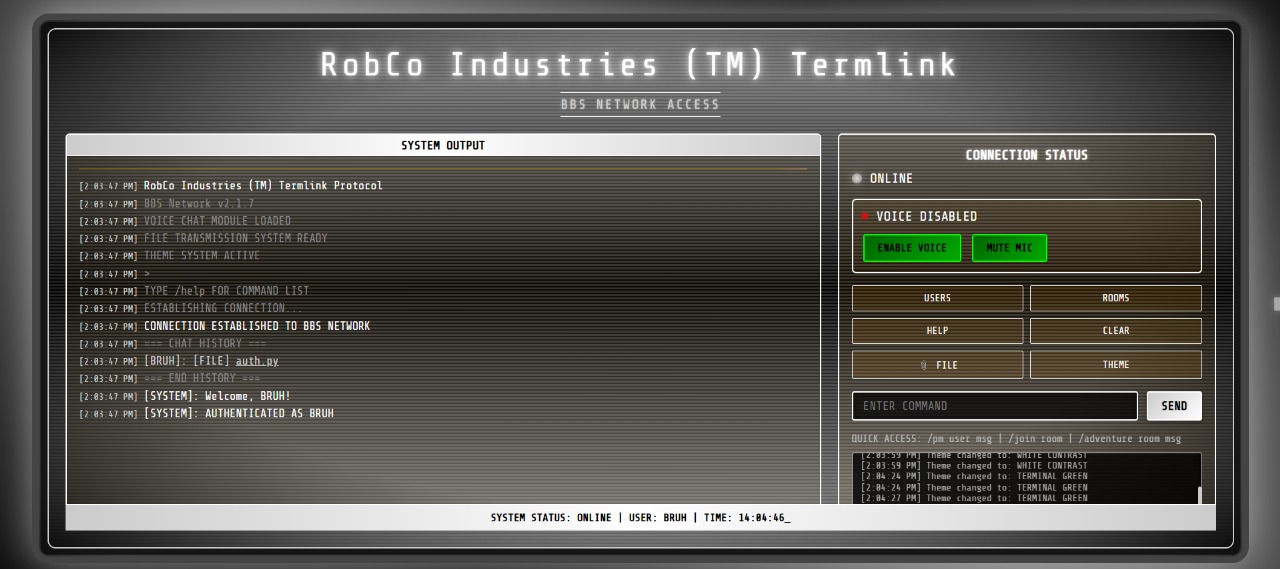 RobCo Industries (TM) Termlink
BBS NETWORK ACCESS
SYSTEM OUTPUT
[2:03:47 PM] RobCo Industries (TM) Termlink Protocol
[2:03:47 PM] BBS Network v2.1.7
[2:03:47 PM] VOICE CHAT MODULE LOADED
[2:03:47 PM] FILE TRANSMISSION SYSTEM READY
[2:03:47 PM] THEME SYSTEM ACTIVE
[2:03:47 PM] >
[2:03:47 PM] TYPE /help FOR COMMAND LIST
[2:03:47 PM] ESTABLISHING CONNECTION...
[2:03:47 PM] CONNECTION ESTABLISHED TO BBS NETWORK
[2:03:47 PM] === CHAT HISTORY ===
[2:03:47 PM] [BRUH]: [FILE] auth.py
[2:03:47 PM] === END HISTORY ===
[2:03:47 PM] [SYSTEM]: Welcome, BRUH!
[2:03:47 PM] [SYSTEM]: AUTHENTICATED AS BRUH
CONNECTION STATUS
ONLINE
VOICE DISABLED
ENABLE VOICE
MUTE MIC
USERS
ROOMS
HELP
CLEAR
FILE
THEME
ENTER COMMAND
SEND
QUICK ACCESS: /pm user msg | /join room | /adventure room msg
[2:03:59 PM] Theme changed to: WHITE CONTRAST
[2:03:59 PM] Theme changed to: WHITE CONTRAST
[2:04:24 PM] Theme changed to: TERMINAL GREEN
[2:04:24 PM] Theme changed to: TERMINAL GREEN
[2:04:27 PM] Theme changed to: TERMINAL GREEN
SYSTEM STATUS: ONLINE | USER: BRUH | TIME: 14:04:46_